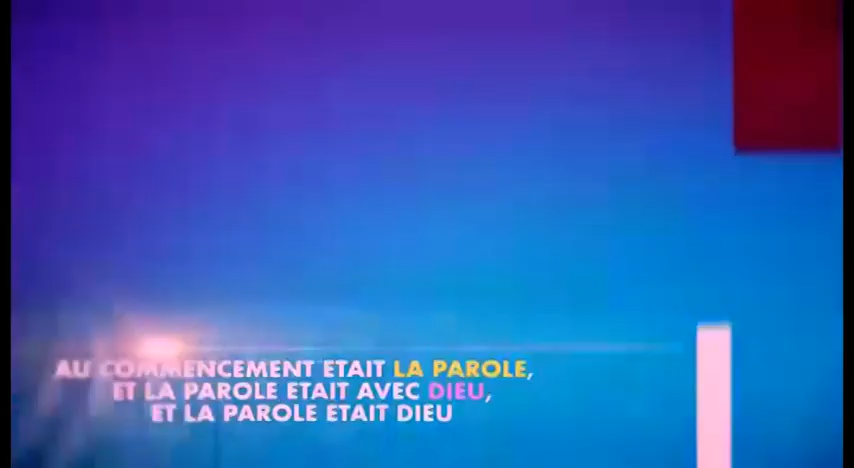 AU COMMENCEMENT ETAIT LA PAROLE,
ET LA PAROLE ETAIT AVEC DIEU,
ET LA PAROLE ETAIT DIEU